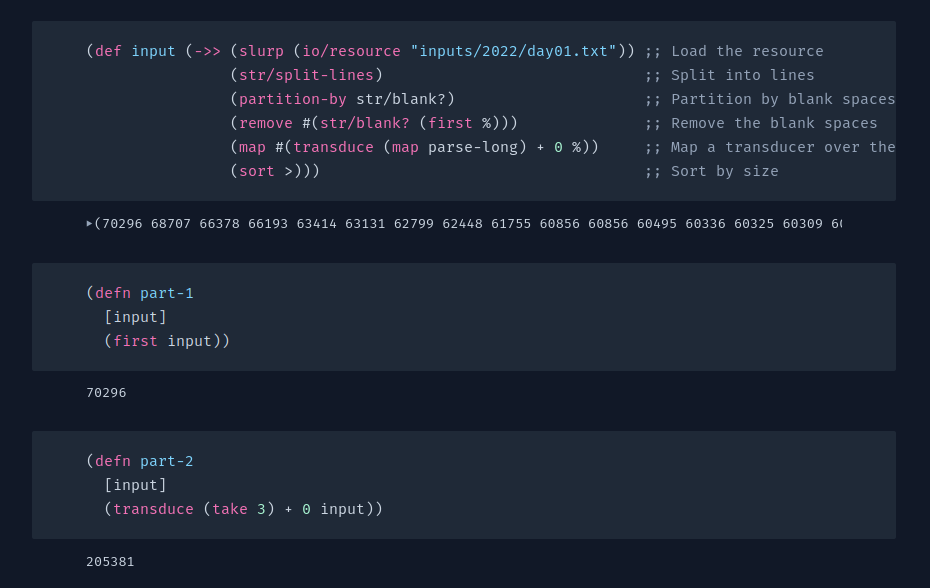 (def input (->> (slurp (io/resource "inputs/2022/day01.txt")) ;; Load the resource
(str/split-lines) ;; Split into lines
(partition-by str/blank?) ;; Partition by blank spaces
(remove #(str/blank? (first %))) ;; Remove the blank spaces
(map #(transduce (map parse-long) + 0 %)) ;; Map a transducer over the
(sort >))) ;; Sort by size
▸(70296 68707 66378 66193 63414 63131 62799 62448 61755 60856 60856 60495 60336 60325 60309
(defn part-1
[input]
(first input))
70296
(defn part-2
[input]
(transduce (take 3) + 0 input))
205381